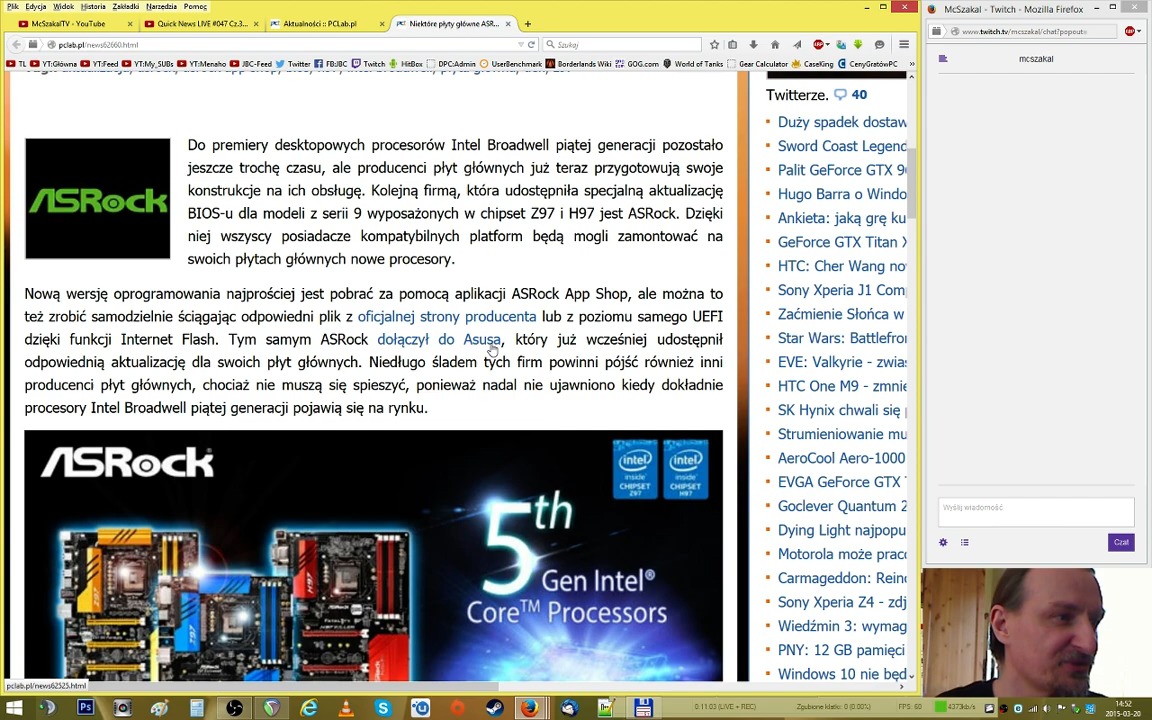 Plik Edycja Widok Historia Zakładki Narzędzia Pomoc
McSzakalTV - YouTube
Quick News LIVE #047 Cz.3...
Aktualności :: PCLab.pl
Niektóre płyty główne ASR...
pclab.pl/news62660.html
Szukaj
TL YT:Główna YT:Feed YT:My_SUBs YT:Menaho JBC-Feed Twitter FB:JBC Twitch HitBox DPC:Admin UserBenchmark Borderlands Wiki GOG.com World of Tanks Gear Calculator CaseKing CenyGratówPC
Do premiery desktopowych procesorów Intel Broadwell piątej generacji pozostało
jeszcze trochę czasu, ale producenci płyt głównych już teraz przygotowują swoje
konstrukcje na ich obsługę. Kolejną firmą, która udostępniła specjalną aktualizację
BIOS-u dla modeli z serii 9 wyposażonych w chipset Z97 i H97 jest ASRock. Dzięki
niej wszyscy posiadacze kompatybilnych platform będą mogli zamontować na
swoich płytach głównych nowe procesory.
ASRock
Nową wersję oprogramowania najprościej jest pobrać za pomocą aplikacji ASRock App Shop, ale można to
też zrobić samodzielnie ściągając odpowiedni plik z oficjalnej strony producenta lub z poziomu samego UEFI
dzięki funkcji Internet Flash. Tym samym ASRock dołączył do Asusa, który już wcześniej udostępnił
odpowiednią aktualizację dla swoich płyt głównych. Niedługo śladem tych firm powinni pójść również inni
producenci płyt głównych, chociaż nie muszą się spieszyć, ponieważ nadal nie ujawniono kiedy dokładnie
procesory Intel Broadwell piątej generacji pojawią się na rynku.
ASRock
intel inside CHIPSET Z97
intel inside CHIPSET H97
5th
Gen Intel®
Core™ Processors
ASRock
H97
Z97
pclab.pl/news62525.html
Twitterze. 40
Duży spadek dostaw
Sword Coast Legend
Palit GeForce GTX 9
Hugo Barra o Windo
Ankieta: jaką grę ku
GeForce GTX Titan X
HTC: Cher Wang no
Sony Xperia J1 Com
Zaćmienie Słońca w
Star Wars: Battlefro
EVE: Valkyrie - zwia
HTC One M9 - zmni
SK Hynix chwali się
Strumieniowanie mu
AeroCool Aero-1000
EVGA GeForce GTX
Goclever Quantum 2
Dying Light najpopu
Motorola może prac
Carmageddon: Rein
Sony Xperia Z4 - zdj
Wiedźmin 3: wymag
PNY: 12 GB pamięci
Windows 10 nie będ
McSzakal - Twitch - Mozilla Firefox
www.twitch.tv/mcszakal/chat?popout=
mcszakal
Wyślij wiadomość
Czat
0:11:03 (LIVE + REC)
Zgubione klatki: 0 (0.00%)
FPS: 60
4373kb/s
14:52
2015-03-20